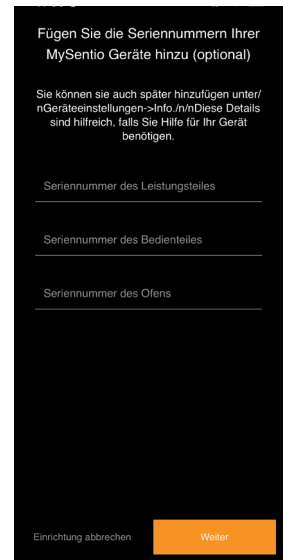 Fügen Sie die Seriennummern Ihrer
MySentio Geräte hinzu (optional)
Sie können sie auch später hinzufügen unter/
nGeräteeinstellungen->Info./n/nDiese Details
sind hilfreich, falls Sie Hilfe für Ihr Gerät
benötigen.
Seriennummer des Leistungsteiles
Seriennummer des Bedienteiles
Seriennummer des Ofens
Einrichtung abbrechen
Weiter